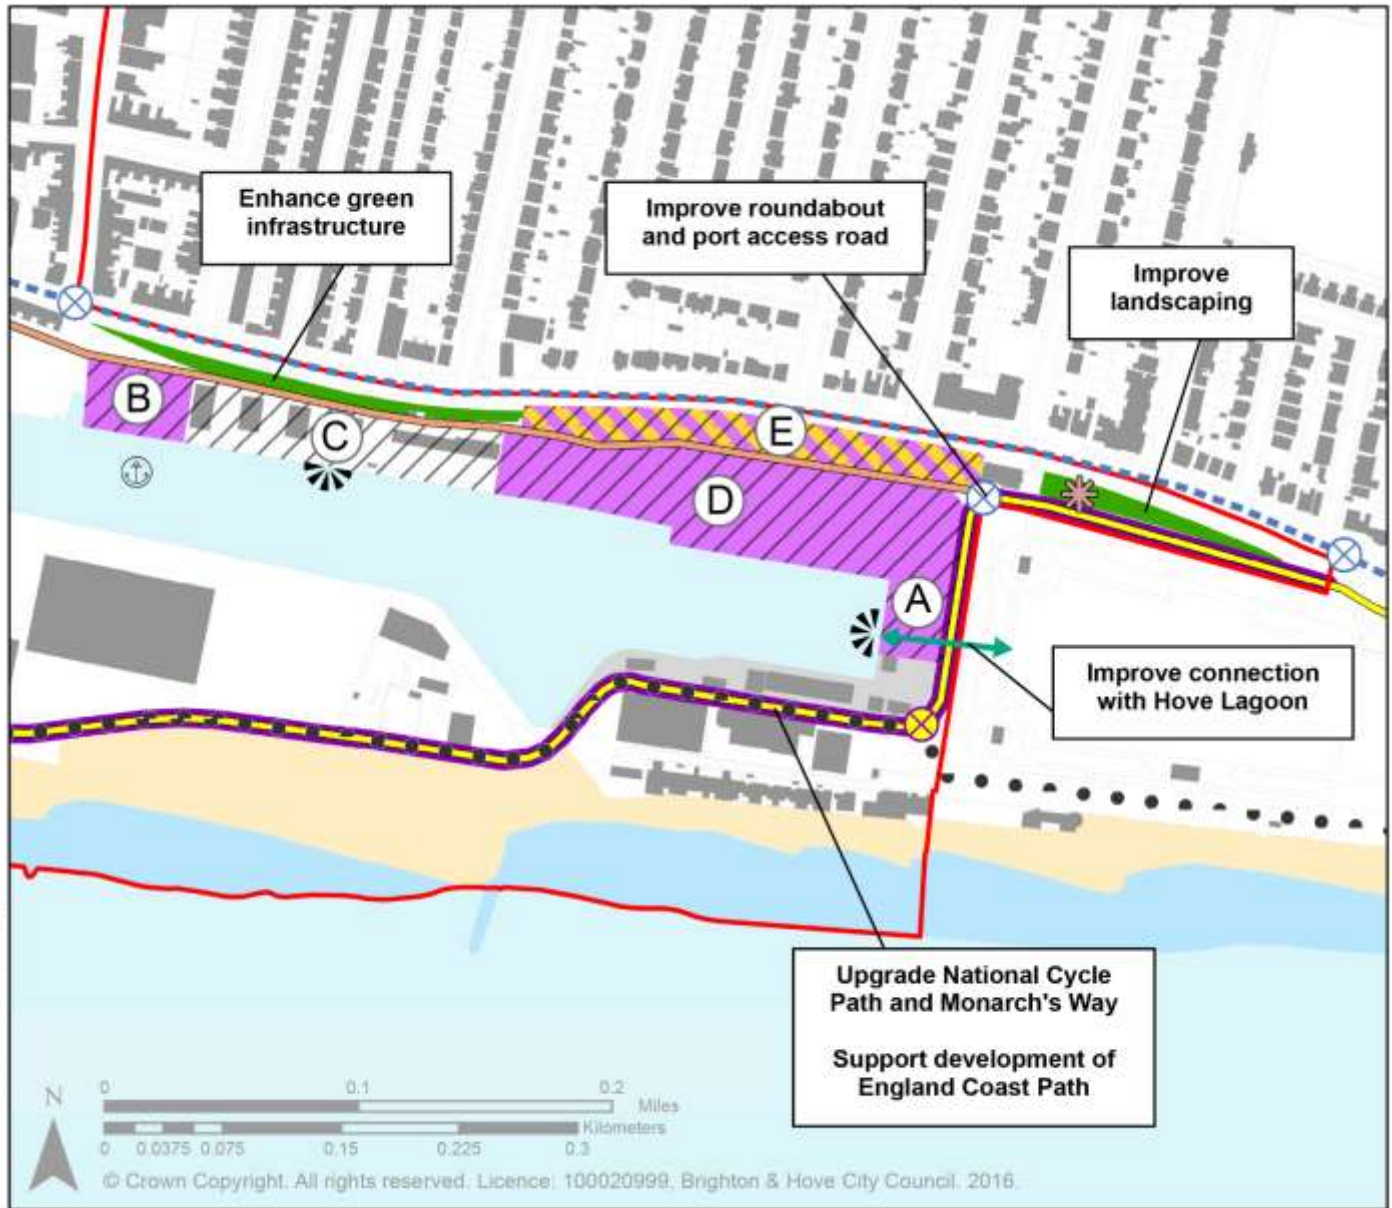 Enhance green
infrastructure
Improve roundabout
and port access road
Improve
landscaping
B
C
E
D
A
Improve connection
with Hove Lagoon
Upgrade National Cycle
Path and Monarch's Way
Support development of
England Coast Path
N
0 0.1 0.2
Miles
Kilometers
0 0.0375 0.075 0.15 0.225 0.3
© Crown Copyright. All rights reserved. Licence: 100020999, Brighton & Hove City Council. 2016.